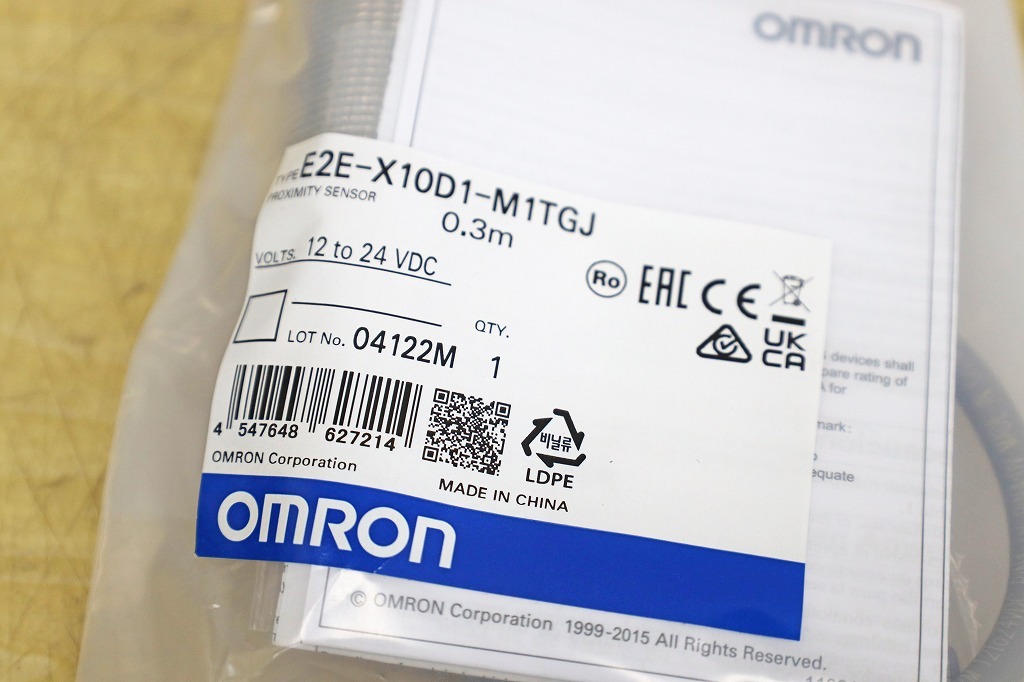 OMRON
TYPE E2E-X10D1-M1TGJ
PROXIMITY SENSOR
0.3m
VOLTS. 12 to 24 VDC
Ro EAC CE
UK
CA
QTY.
LOT No. 04122M 1
4 547648 627214
비닐류
LDPE
OMRON Corporation
MADE IN CHINA
OMRON
devices shall
pare rating of
for
mark:
equate
© OMRON Corporation 1999-2015 All Rights Reserved.